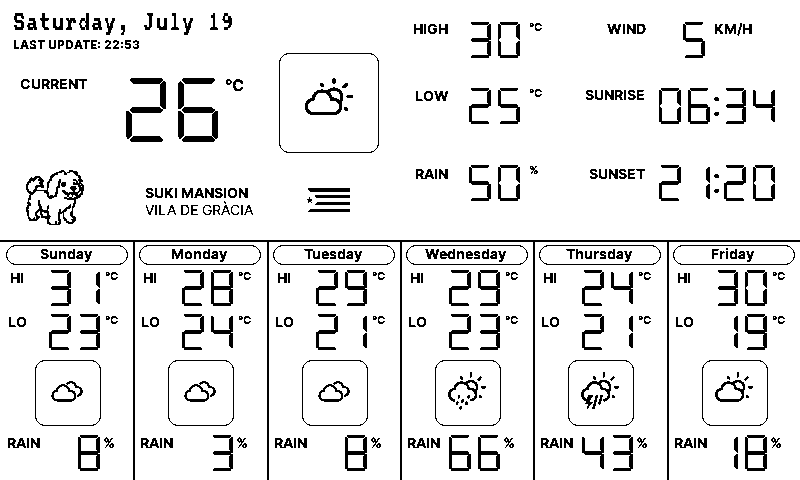 Saturday, July 19
LAST UPDATE: 22:53
CURRENT 26 °C
HIGH 30 °C
WIND 5 KM/H
LOW 25 °C
SUNRISE 06:34
RAIN 50 %
SUNSET 21:20
SUKI MANSION
VILA DE GRÀCIA
Sunday
HI 31 °C
LO 23 °C
RAIN 8 %
Monday
HI 28 °C
LO 24 °C
RAIN 3 %
Tuesday
HI 29 °C
LO 21 °C
RAIN 8 %
Wednesday
HI 29 °C
LO 23 °C
RAIN 66 %
Thursday
HI 24 °C
LO 21 °C
RAIN 43 %
Friday
HI 30 °C
LO 19 °C
RAIN 18 %